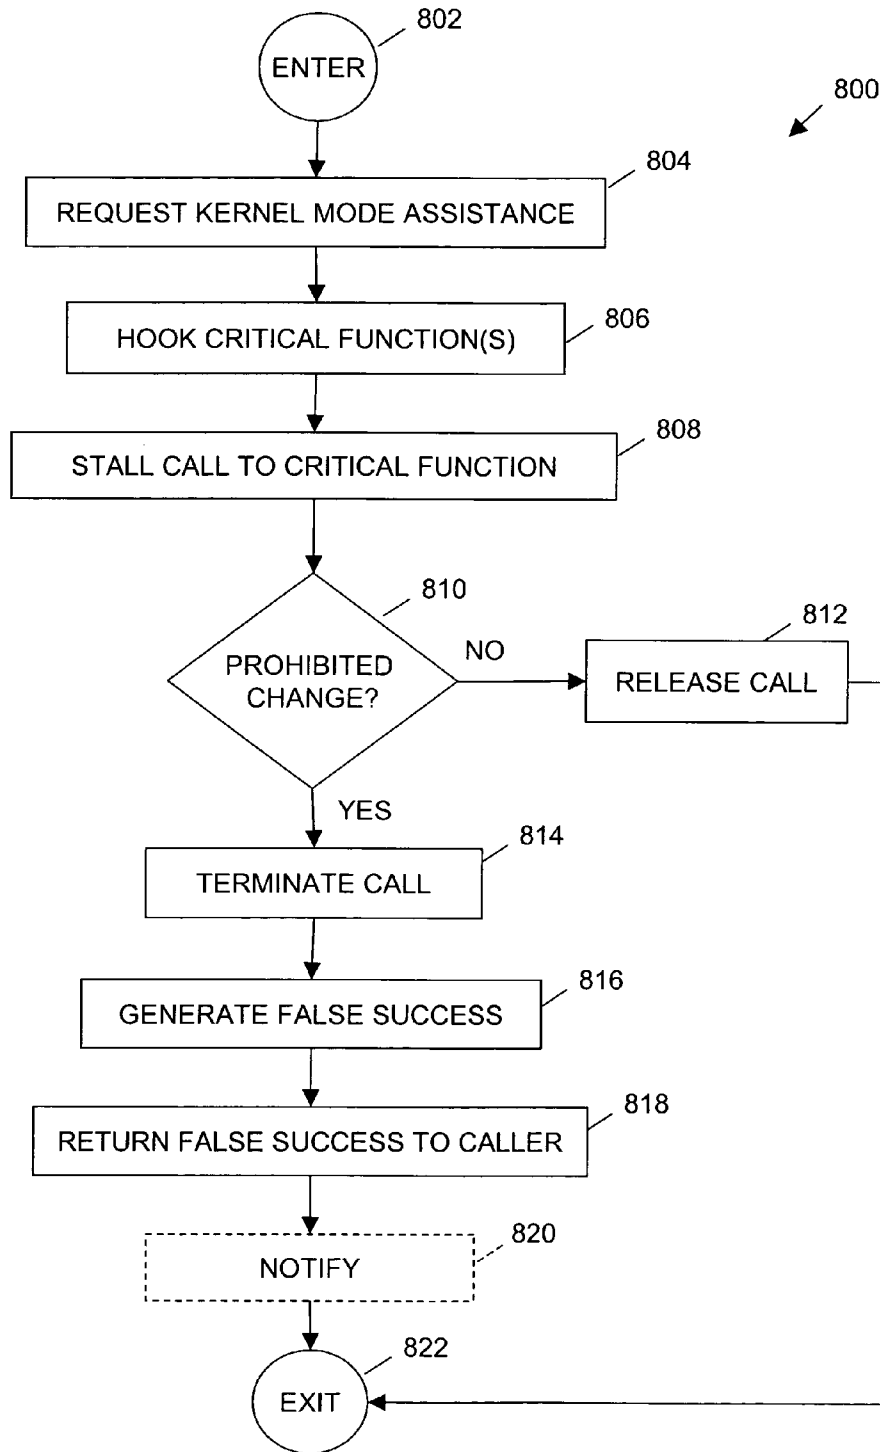 802
ENTER
800
804
REQUEST KERNEL MODE ASSISTANCE
806
HOOK CRITICAL FUNCTION(S)
808
STALL CALL TO CRITICAL FUNCTION
810
PROHIBITED
CHANGE?
NO
812
RELEASE CALL
YES
814
TERMINATE CALL
816
GENERATE FALSE SUCCESS
818
RETURN FALSE SUCCESS TO CALLER
820
NOTIFY
822
EXIT